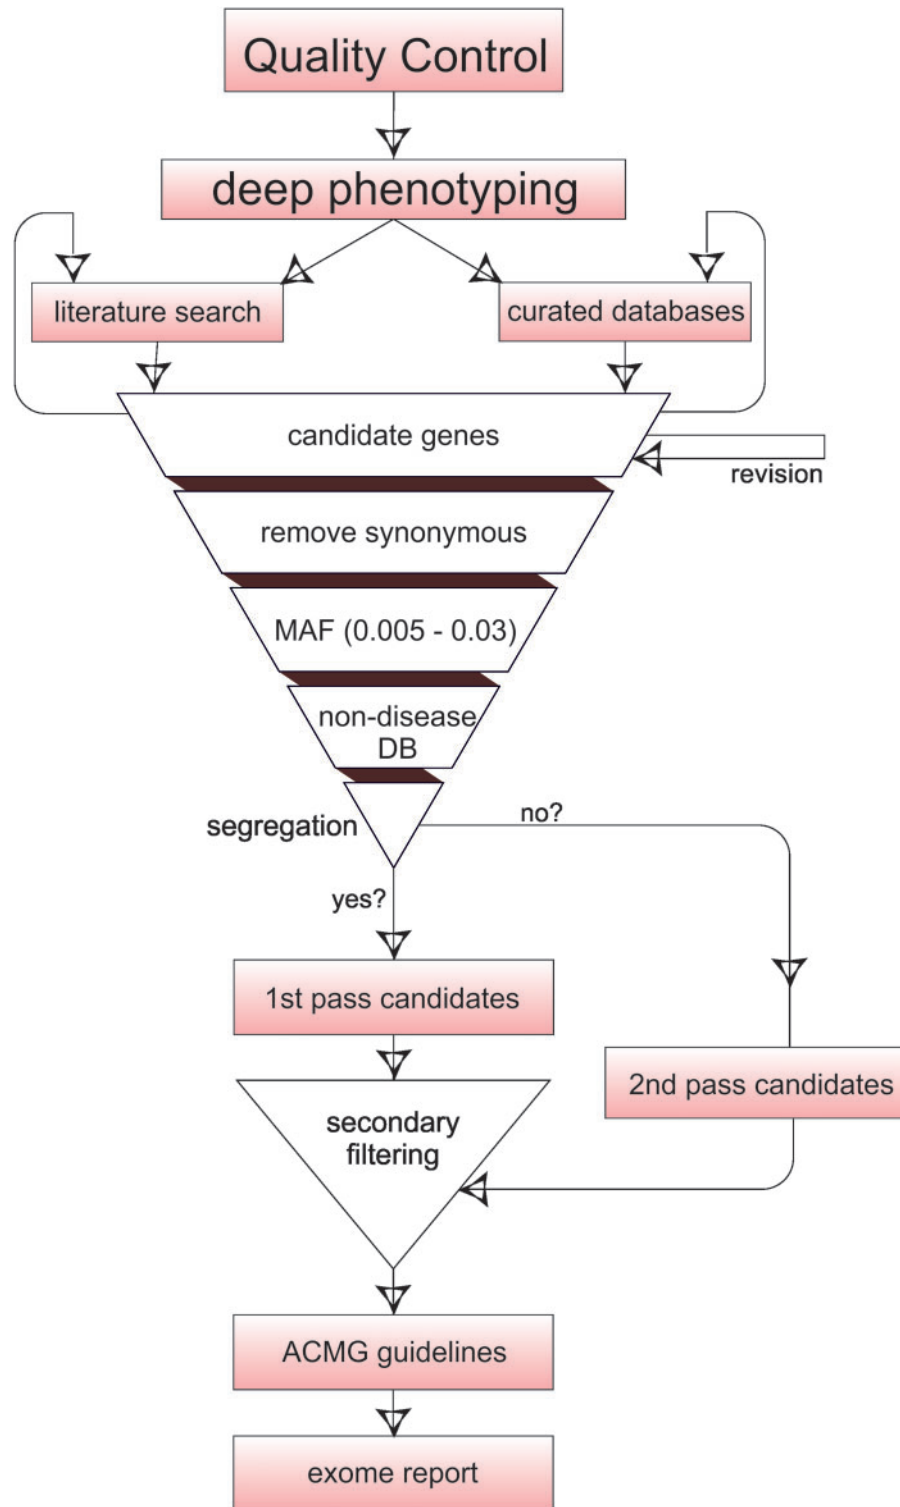 Quality Control
deep phenotyping
literature search
curated databases
candidate genes
revision
remove synonymous
MAF (0.005 - 0.03)
non-disease
DB
segregation
no?
yes?
1st pass candidates
2nd pass candidates
secondary
filtering
ACMG guidelines
exome report